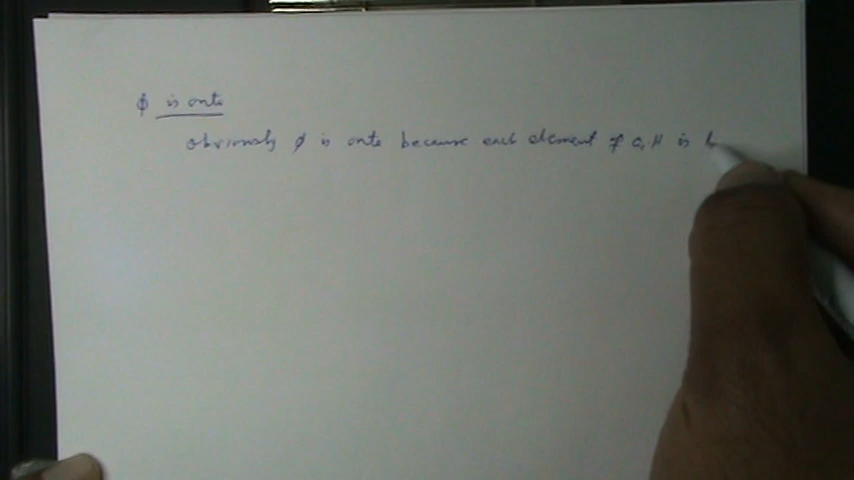 φ is onto
obviously φ is onto because each element of a, H is